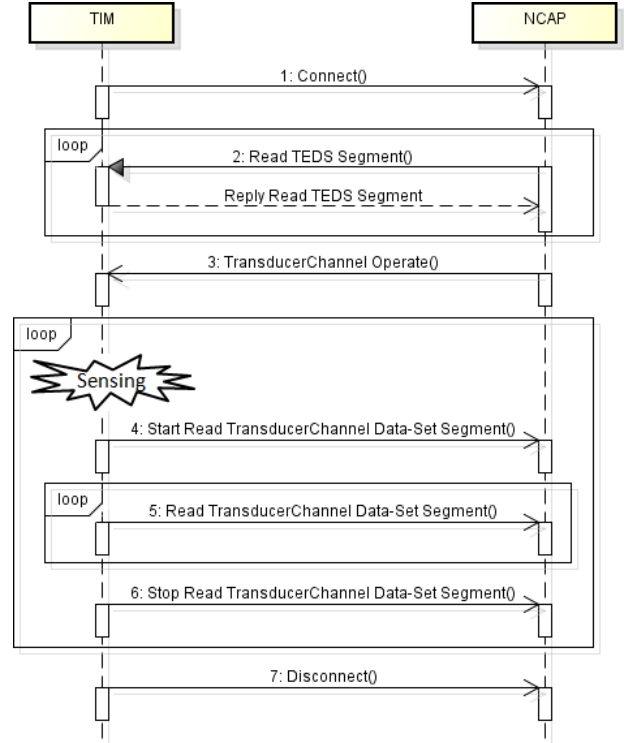 TIM
NCAP
1: Connect()
loop
2: Read TEDS Segment()
Reply Read TEDS Segment
3: TransducerChannel Operate()
loop
Sensing
4: Start Read TransducerChannel Data-Set Segment()
loop
5: Read TransducerChannel Data-Set Segment()
6: Stop Read TransducerChannel Data-Set Segment()
7: Disconnect()